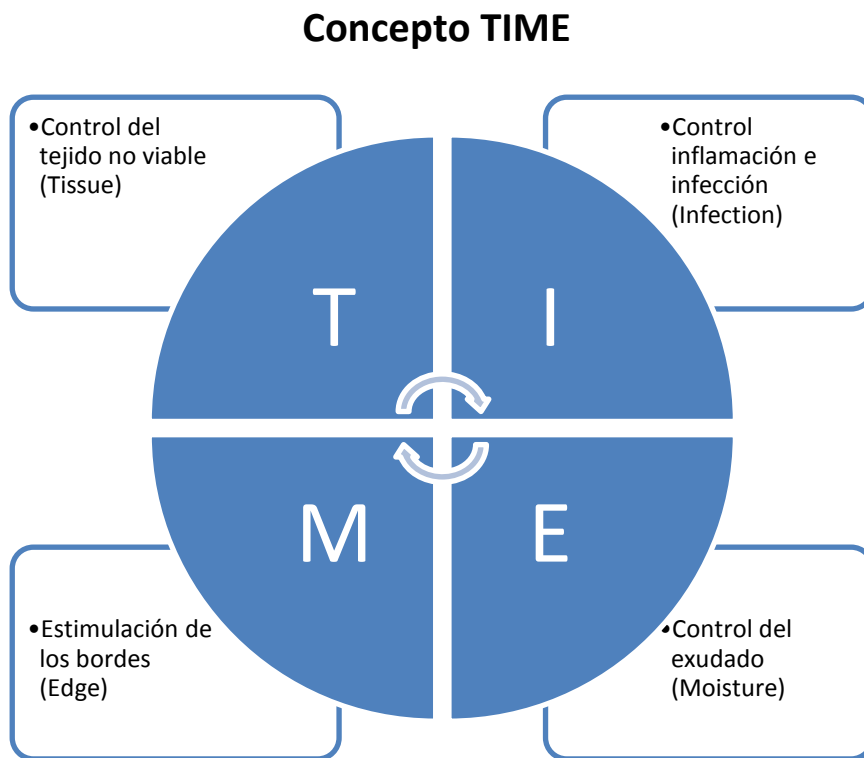 Concepto TIME
•Control del
tejido no viable
(Tissue)
•Control
inflamación e
infección
(Infection)
T
I
M
E
•Estimulación de
los bordes
(Edge)
•Control del
exudado
(Moisture)